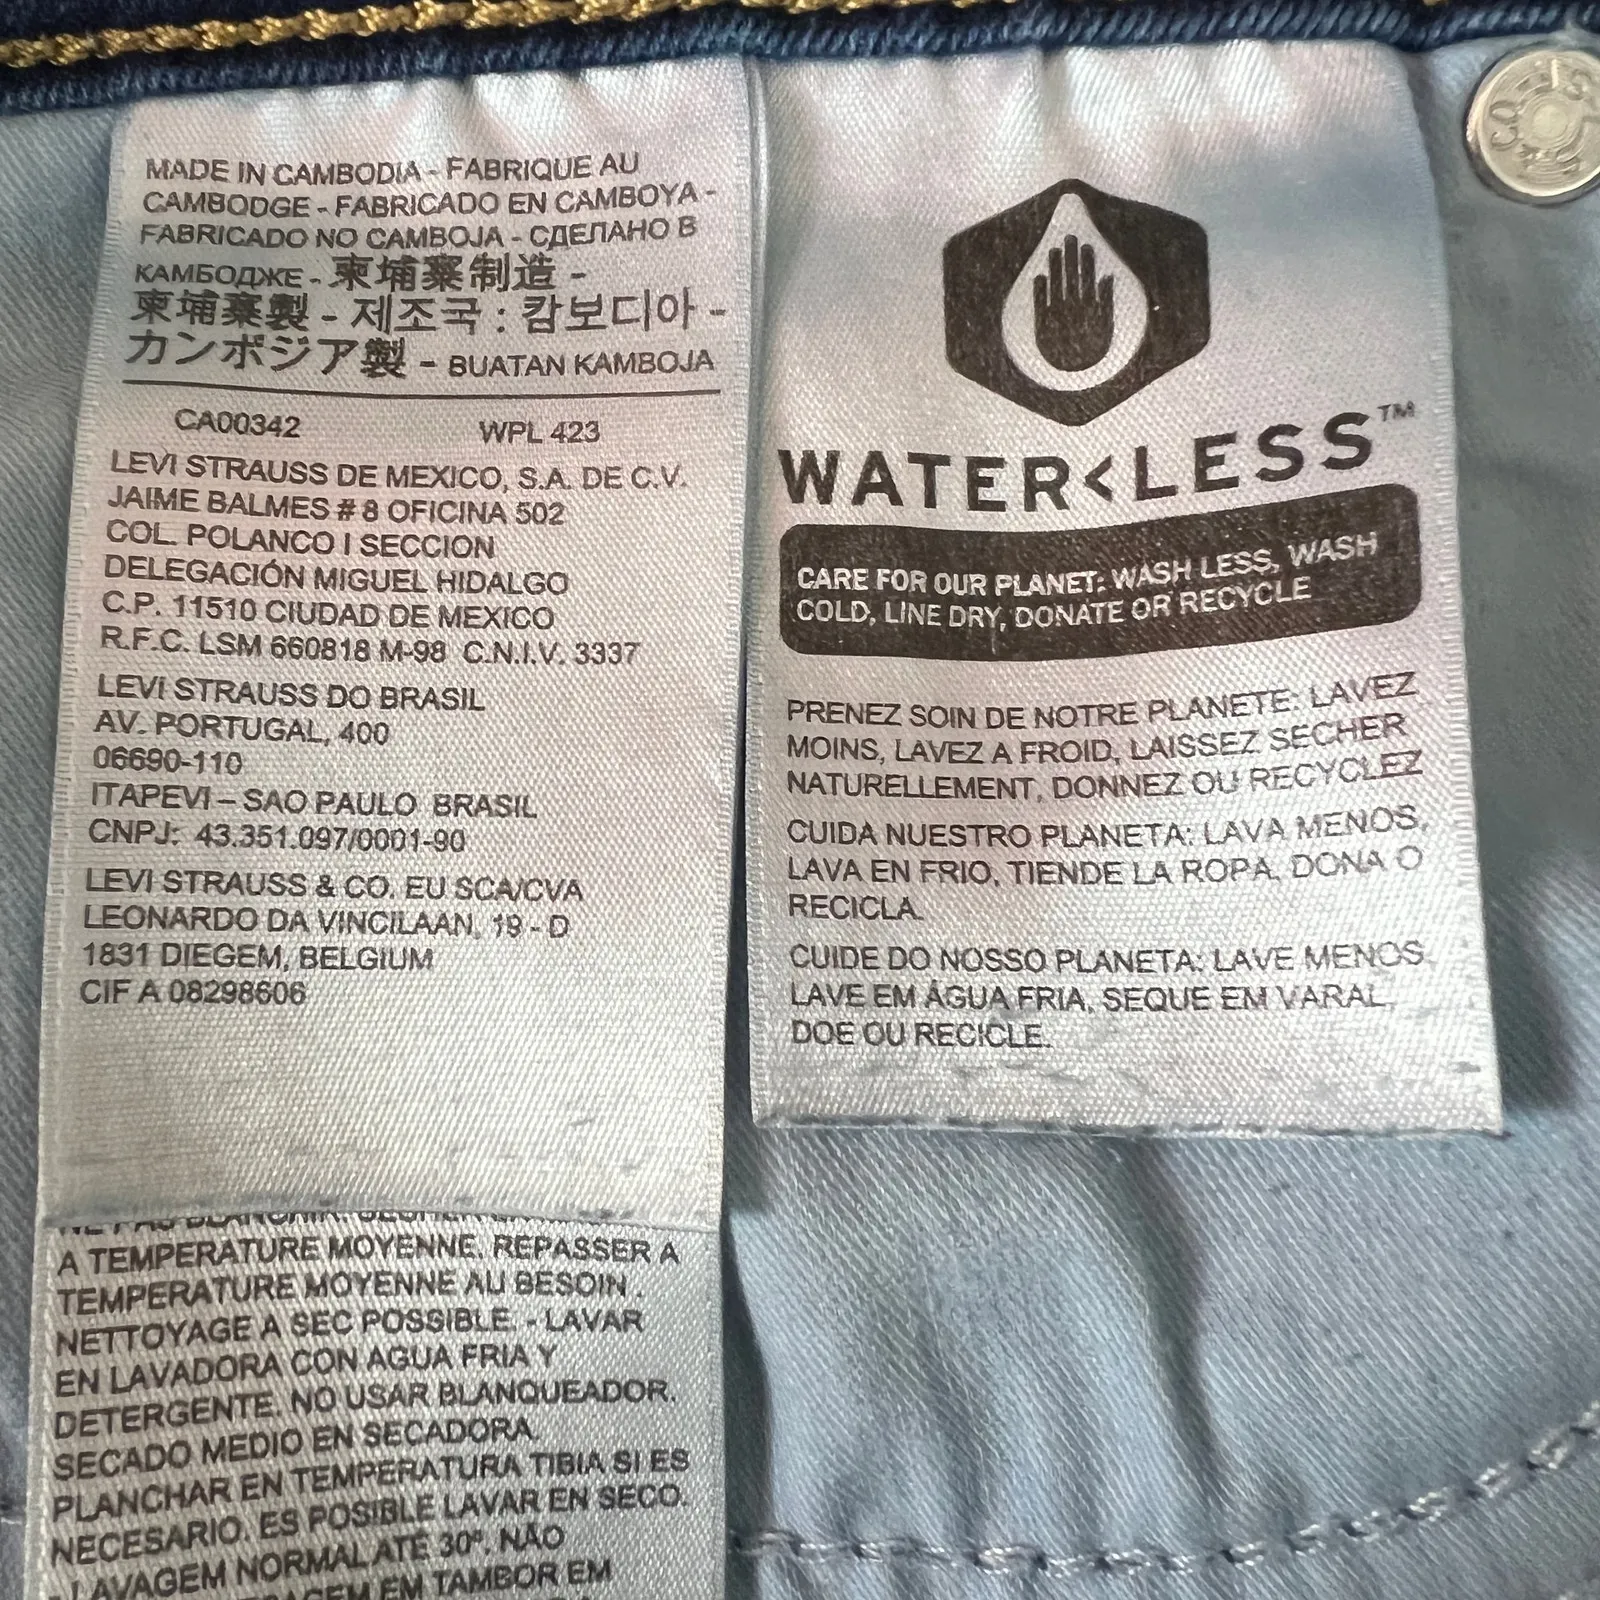 MADE IN CAMBODIA - FABRIQUE AU
CAMBODGE - FABRICADO EN CAMBOYA -
FABRICADO NO CAMBOJA - СДЕЛАНО В
КАМБОДЖЕ - 柬埔寨制造 -
柬埔寨製 - 제조국 : 캄보디아 -
カンボジア製 - BUATAN KAMBOJA
CA00342 WPL 423
LEVI STRAUSS DE MEXICO, S.A. DE C.V.
JAIME BALMES # 8 OFICINA 502
COL. POLANCO I SECCION
DELEGACIÓN MIGUEL HIDALGO
C.P. 11510 CIUDAD DE MEXICO
R.F.C. LSM 660818 M-98 C.N.I.V. 3337
LEVI STRAUSS DO BRASIL
AV. PORTUGAL, 400
06690-110
ITAPEVI – SAO PAULO BRASIL
CNPJ: 43.351.097/0001-90
LEVI STRAUSS & CO. EU SCA/CVA
LEONARDO DA VINCILAAN, 19 - D
1831 DIEGEM, BELGIUM
CIF A 08298606
A TEMPERATURE MOYENNE. REPASSER A
TEMPERATURE MOYENNE AU BESOIN .
NETTOYAGE A SEC POSSIBLE. - LAVAR
EN LAVADORA CON AGUA FRIA Y
DETERGENTE. NO USAR BLANQUEADOR.
SECADO MEDIO EN SECADORA.
PLANCHAR EN TEMPERATURA TIBIA SI ES
NECESARIO. ES POSIBLE LAVAR EN SECO.
- LAVAGEM NORMAL ATÉ 30º. NÃO
EM TAMBOR EM
WATER<LESS™
CARE FOR OUR PLANET: WASH LESS, WASH
COLD, LINE DRY, DONATE OR RECYCLE
PRENEZ SOIN DE NOTRE PLANETE: LAVEZ
MOINS, LAVEZ A FROID, LAISSEZ SECHER
NATURELLEMENT, DONNEZ OU RECYCLEZ
CUIDA NUESTRO PLANETA: LAVA MENOS,
LAVA EN FRIO, TIENDE LA ROPA, DONA O
RECICLA.
CUIDE DO NOSSO PLANETA: LAVE MENOS,
LAVE EM ÁGUA FRIA, SEQUE EM VARAL,
DOE OU RECICLE.